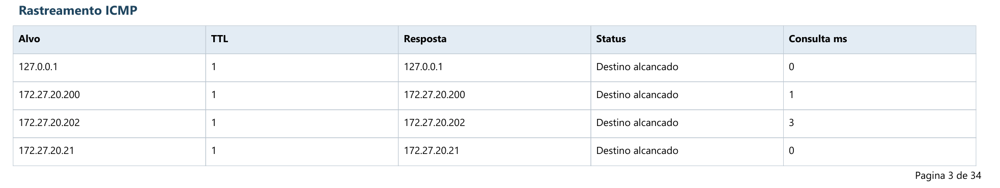 Rastreamento ICMP
Alvo TTL Resposta Status Consulta ms
127.0.0.1 1 127.0.0.1 Destino alcancado 0
172.27.20.200 1 172.27.20.200 Destino alcancado 1
172.27.20.202 1 172.27.20.202 Destino alcancado 3
172.27.20.21 1 172.27.20.21 Destino alcancado 0
Pagina 3 de 34